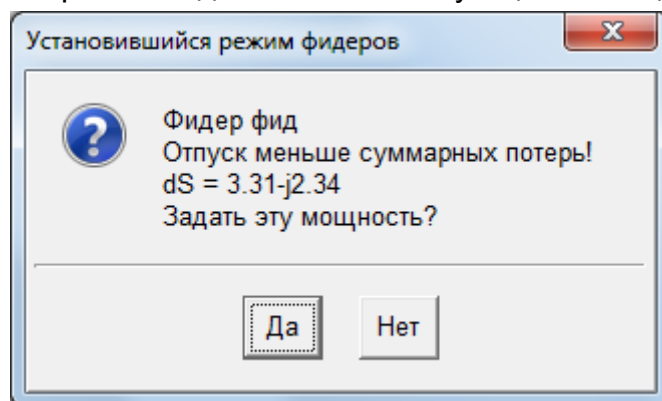 Установившийся режим фидеров
Фидер фид
Отпуск меньше суммарных потерь!
dS = 3.31-j2.34
Задать эту мощность?
Да
Нет